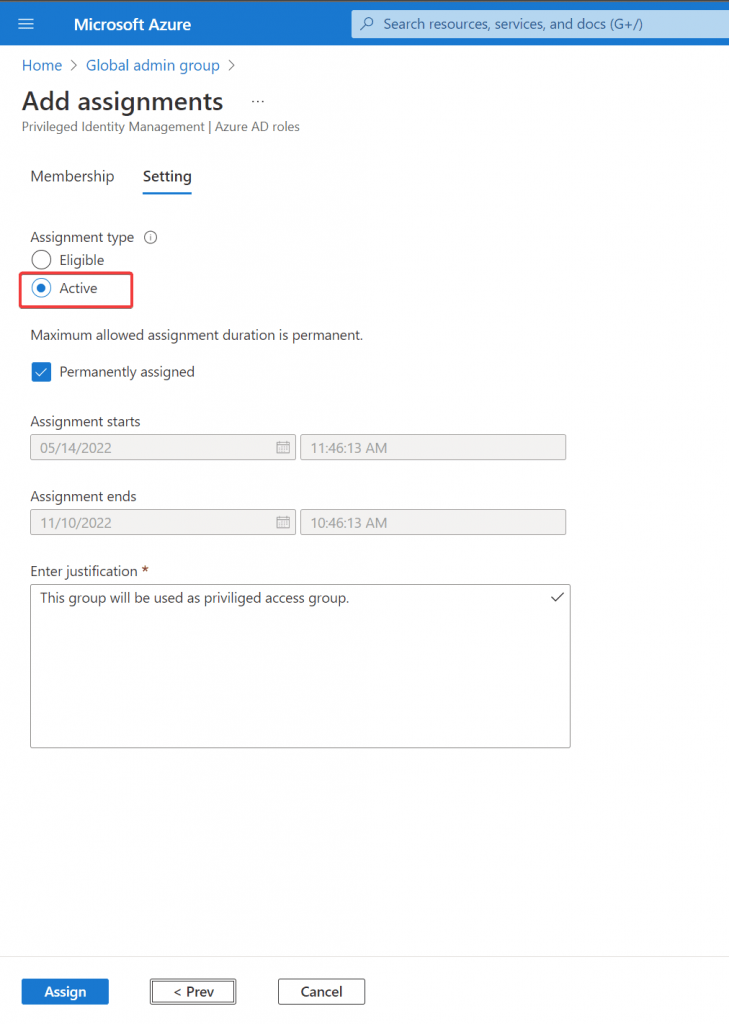 Microsoft Azure
Search resources, services, and docs (G+/)
Home > Global admin group >
Add assignments ...
Privileged Identity Management | Azure AD roles
Membership Setting
Assignment type
Eligible
Active
Maximum allowed assignment duration is permanent.
Permanently assigned
Assignment starts
05/14/2022 11:46:13 AM
Assignment ends
11/10/2022 10:46:13 AM
Enter justification *
This group will be used as priviliged access group.
Assign < Prev Cancel